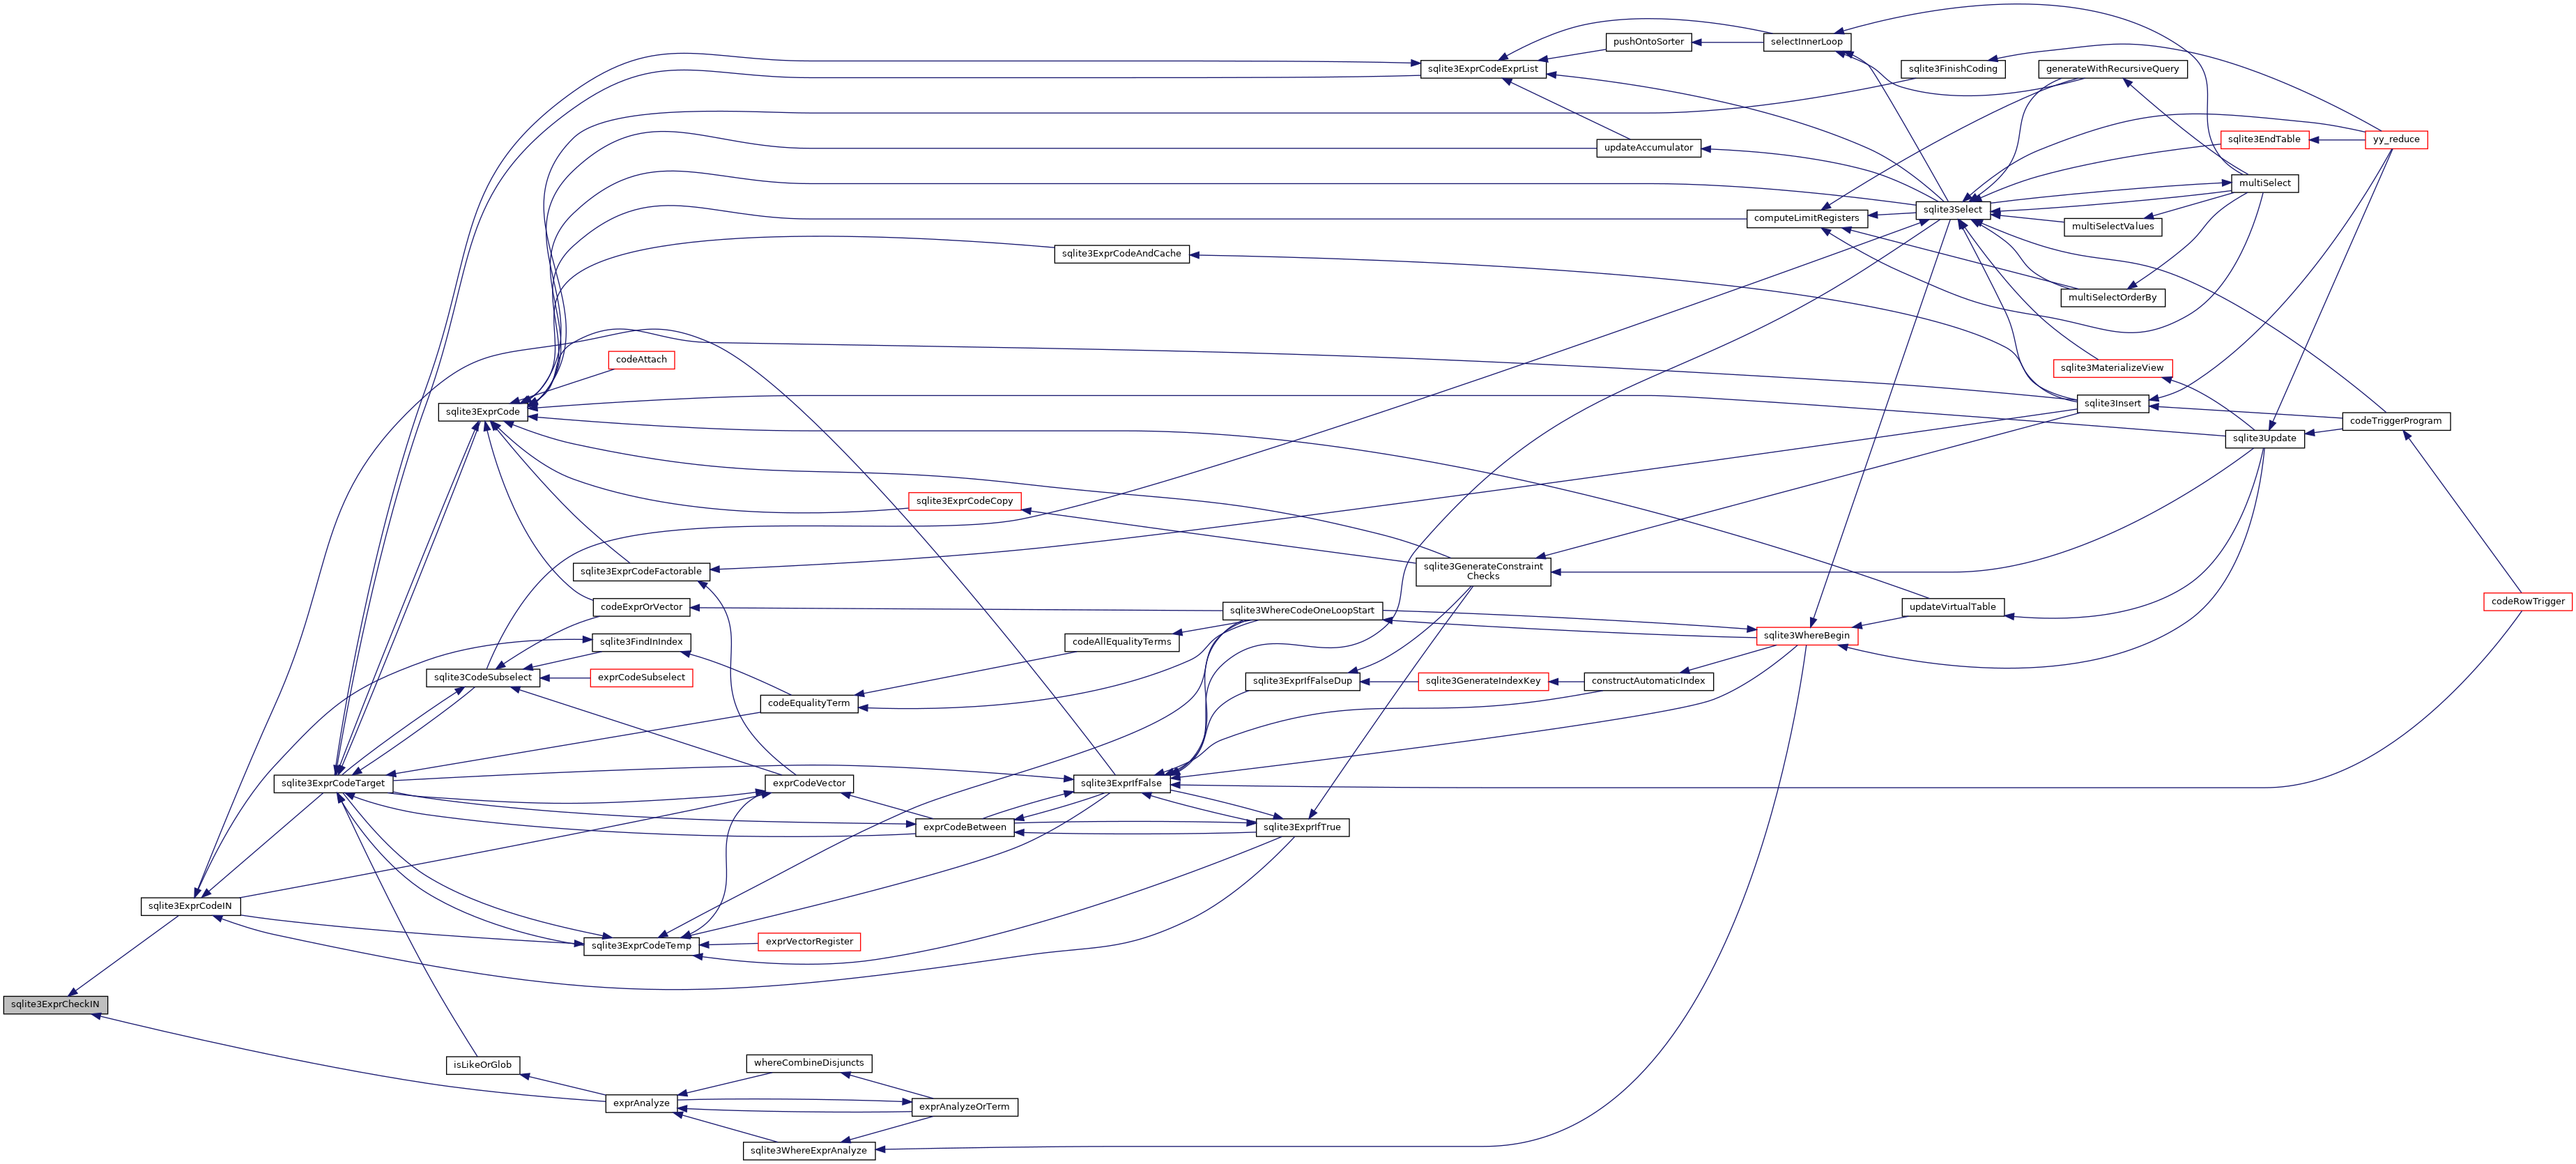 pushOntoSorter
selectInnerLoop
sqlite3ExprCodeExprList
sqlite3FinishCoding
generateWithRecursiveQuery
updateAccumulator
sqlite3EndTable
yy_reduce
multiSelect
sqlite3Select
computeLimitRegisters
multiSelectValues
sqlite3ExprCodeAndCache
multiSelectOrderBy
codeAttach
sqlite3MaterializeView
sqlite3ExprCode
sqlite3Insert
codeTriggerProgram
sqlite3Update
sqlite3ExprCodeCopy
sqlite3ExprCodeFactorable
sqlite3GenerateConstraint
Checks
codeExprOrVector
sqlite3WhereCodeOneLoopStart
updateVirtualTable
codeRowTrigger
sqlite3FindInIndex
codeAllEqualityTerms
sqlite3WhereBegin
sqlite3CodeSubselect
exprCodeSubselect
sqlite3ExprIfFalseDup
sqlite3GenerateIndexKey
constructAutomaticIndex
codeEqualityTerm
sqlite3ExprCodeTarget
exprCodeVector
sqlite3ExprIfFalse
exprCodeBetween
sqlite3ExprIfTrue
sqlite3ExprCodeIN
sqlite3ExprCodeTemp
exprVectorRegister
sqlite3ExprCheckIN
isLikeOrGlob
whereCombineDisjuncts
exprAnalyze
exprAnalyzeOrTerm
sqlite3WhereExprAnalyze